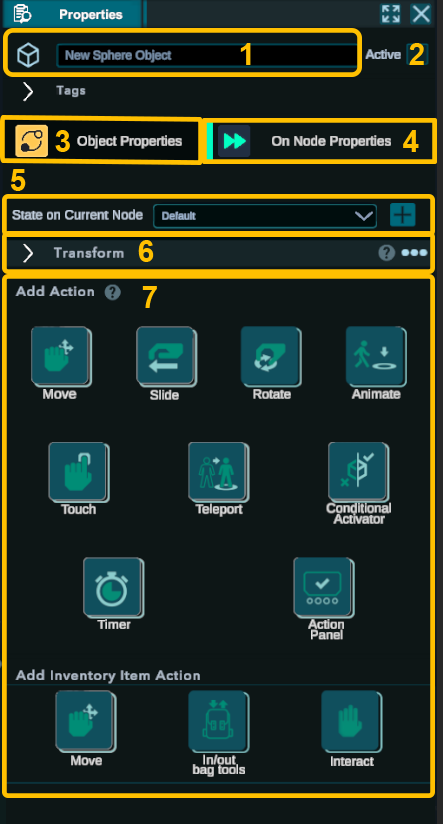 Properties
New Sphere Object 1
Active 2
Tags
3 Object Properties
On Node Properties 4
5
State on Current Node Default
Transform 6
Add Action 7
Move Slide Rotate Animate
Touch Teleport Conditional
Activator
Timer Action
Panel
Add Inventory Item Action
Move In/out
bag tools
Interact